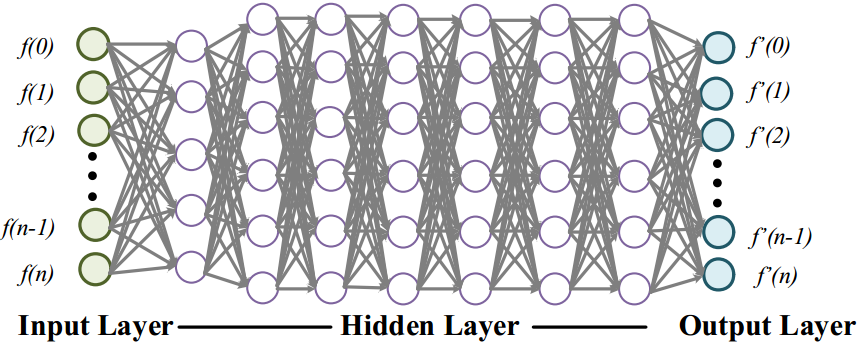 f(0)
f(1)
f(2)
f(n-1)
f(n)
f'(0)
f'(1)
f'(2)
f'(n-1)
f'(n)
Input Layer
Hidden Layer
Output Layer